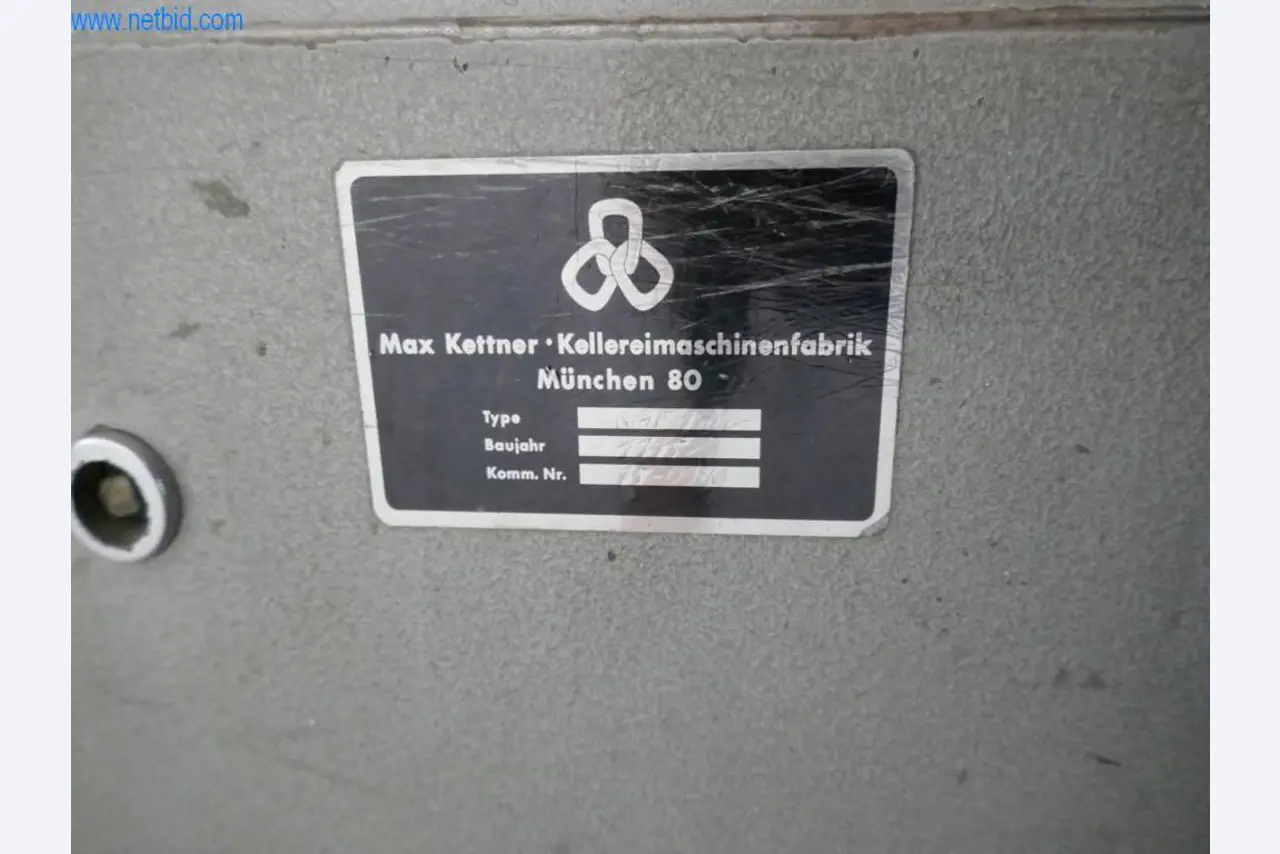 www.netbid.com
Max Kettner · Kellereimaschinenfabrik
München 80
Type
Baujahr
Komm. Nr.